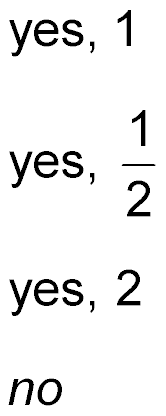 yes, 1
yes, 1/2
yes, 2
no